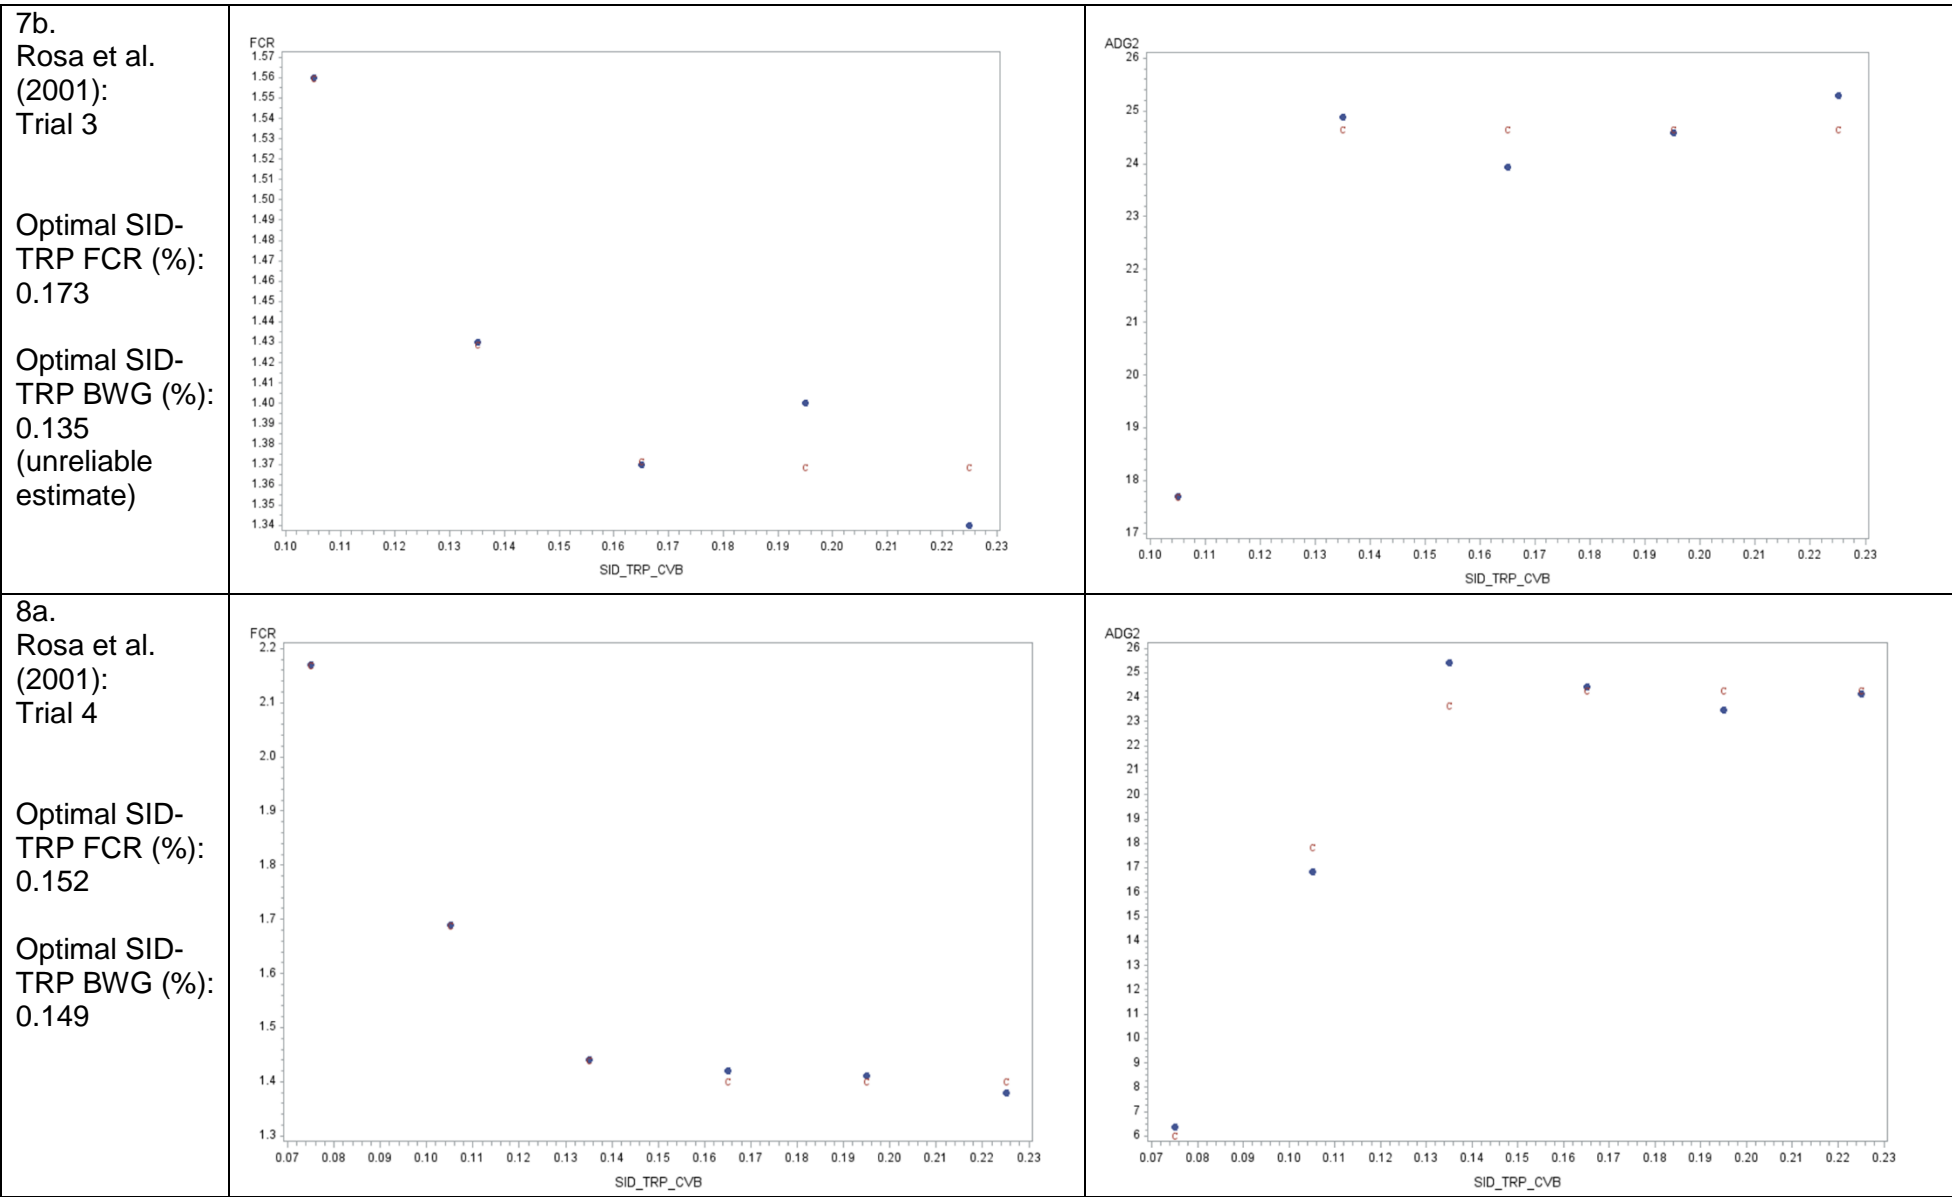 7b.
Rosa et al.
(2001):
Trial 3
Optimal SID-
TRP FCR (%):
0.173
Optimal SID-
TRP BWG (%):
0.135
(unreliable
estimate)
FCR
1.57
1.56
1.55
1.54
1.53
1.52
1.51
1.50
1.49
1.48
1.47
1.46
1.45
1.44
1.43
1.42
1.41
1.40
1.39
1.38
1.37
1.36
1.35
1.34
0.10 0.11 0.12 0.13 0.14 0.15 0.16 0.17 0.18 0.19 0.20 0.21 0.22 0.23
SID_TRP_CVB
ADG2
26
25
24
23
22
21
20
19
18
17
0.10 0.11 0.12 0.13 0.14 0.15 0.16 0.17 0.18 0.19 0.20 0.21 0.22 0.23
SID_TRP_CVB
8a.
Rosa et al.
(2001):
Trial 4
Optimal SID-
TRP FCR (%):
0.152
Optimal SID-
TRP BWG (%):
0.149
FCR
2.2
2.1
2.0
1.9
1.8
1.7
1.6
1.5
1.4
1.3
0.07 0.08 0.09 0.10 0.11 0.12 0.13 0.14 0.15 0.16 0.17 0.18 0.19 0.20 0.21 0.22 0.23
SID_TRP_CVB
ADG2
26
25
24
23
22
21
20
19
18
17
16
15
14
13
12
11
10
9
8
7
6
0.07 0.08 0.09 0.10 0.11 0.12 0.13 0.14 0.15 0.16 0.17 0.18 0.19 0.20 0.21 0.22 0.23
SID_TRP_CVB